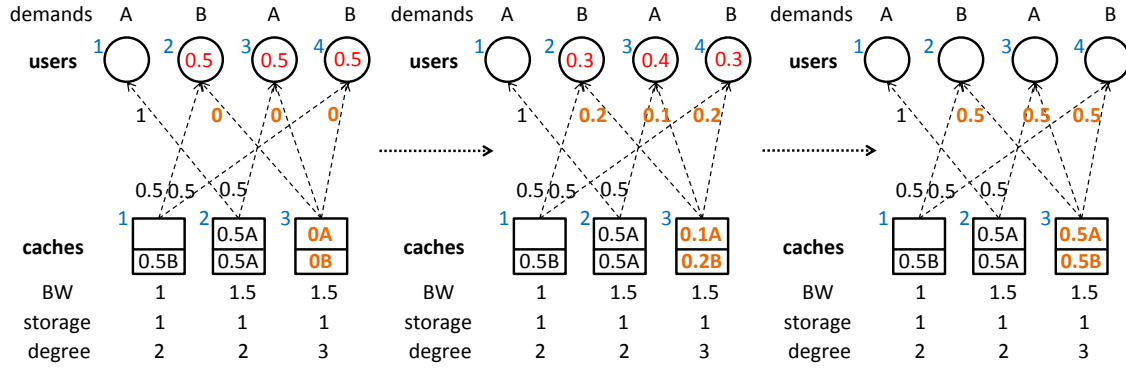 demands A B A B demands A B A B demands A B A B
1 2 3 4 1 2 3 4 1 2 3 4
users 0.5 0.5 0.5 users 0.3 0.4 0.3 users
1 0 0 0 1 0.2 0.1 0.2 1 0.5 0.5 0.5
0.5 0.5 0.5 0.5 0.5 0.5 0.5 0.5 0.5
1 2 3 1 2 3 1 2 3
0.5A 0A 0.5A 0.1A 0.5A 0.5A
caches caches caches
0.5B 0.5A 0B 0.5B 0.5A 0.2B 0.5B 0.5A 0.5B
BW 1 1.5 1.5 BW 1 1.5 1.5 BW 1 1.5 1.5
storage 1 1 1 storage 1 1 1 storage 1 1 1
degree 2 2 3 degree 2 2 3 degree 2 2 3